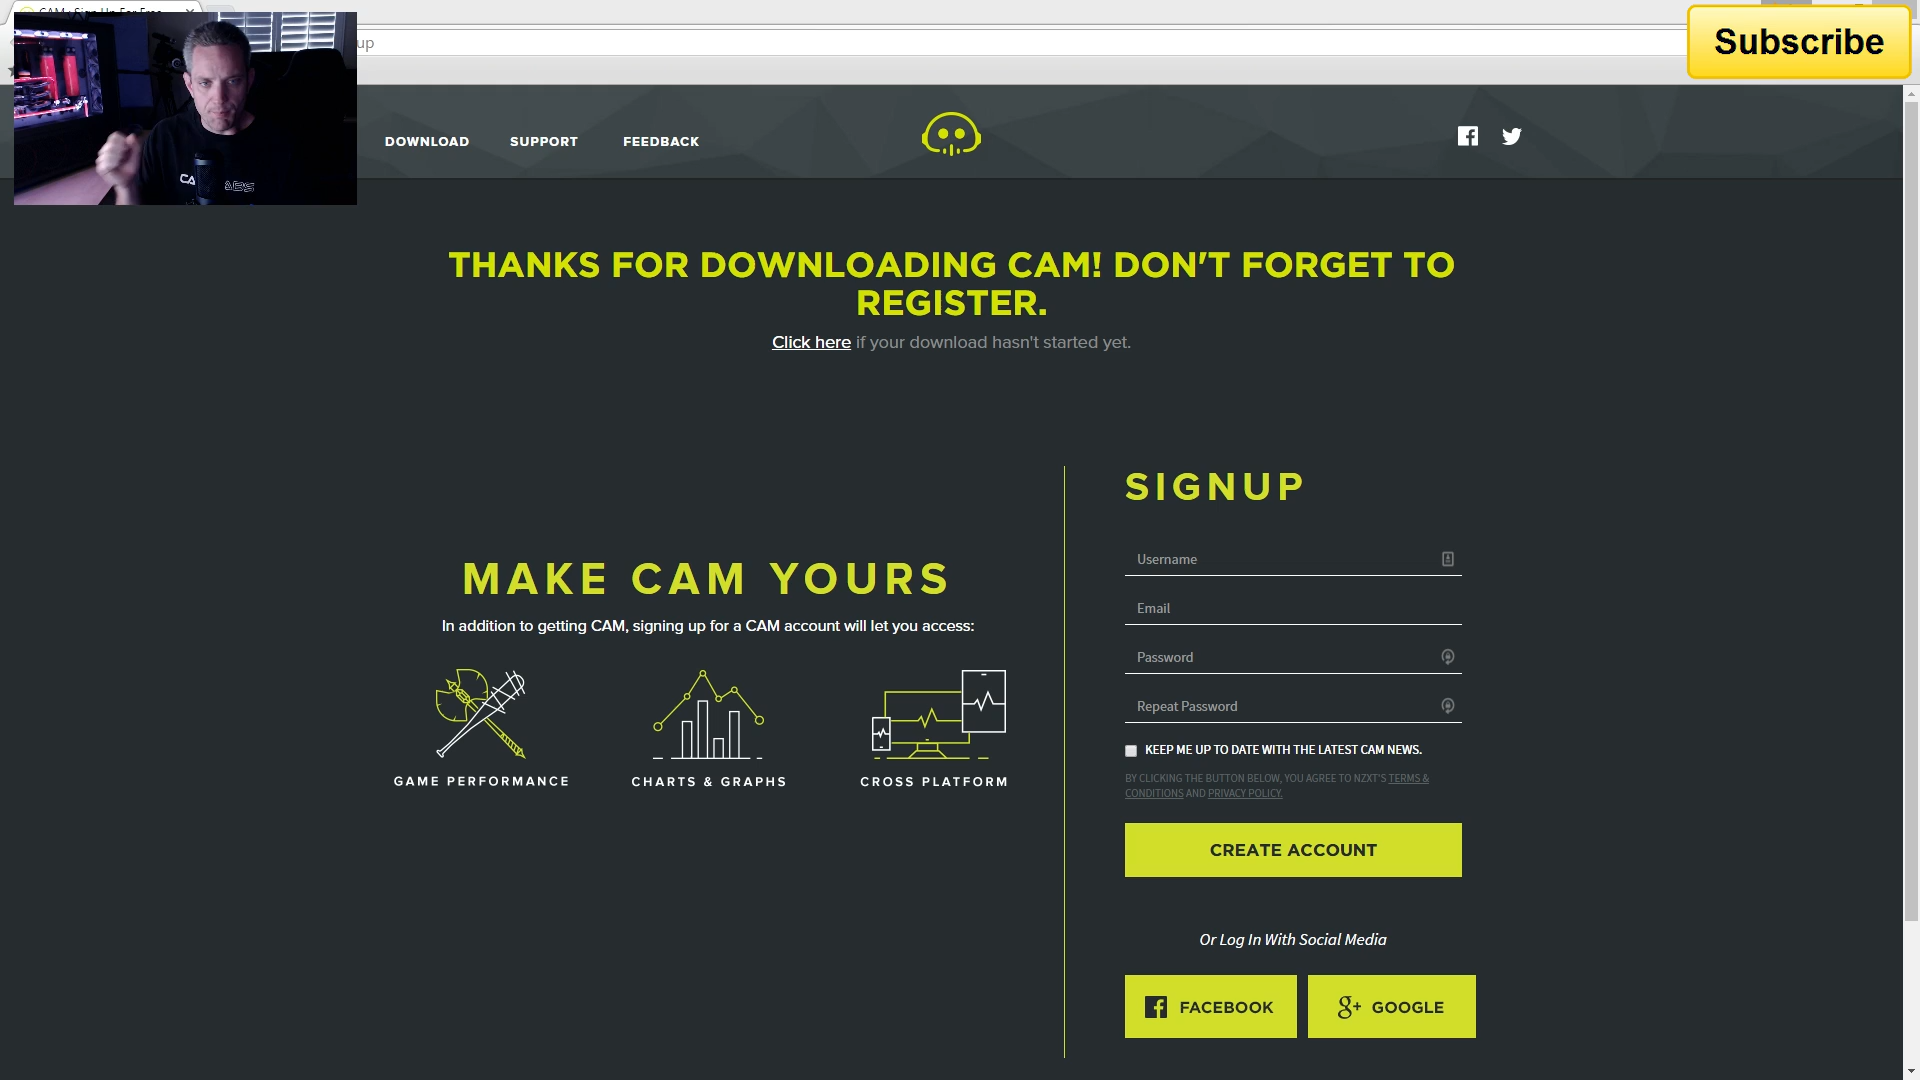 up
Subscribe
DOWNLOAD SUPPORT FEEDBACK
THANKS FOR DOWNLOADING CAM! DON'T FORGET TO
REGISTER.
Click here if your download hasn't started yet.
SIGNUP
Username
Email
Password
Repeat Password
KEEP ME UP TO DATE WITH THE LATEST CAM NEWS.
BY CLICKING THE BUTTON BELOW, YOU AGREE TO NZXT'S TERMS &
CONDITIONS AND PRIVACY POLICY.
CREATE ACCOUNT
Or Log In With Social Media
FACEBOOK
g+ GOOGLE
MAKE CAM YOURS
In addition to getting CAM, signing up for a CAM account will let you access:
GAME PERFORMANCE
CHARTS & GRAPHS
CROSS PLATFORM